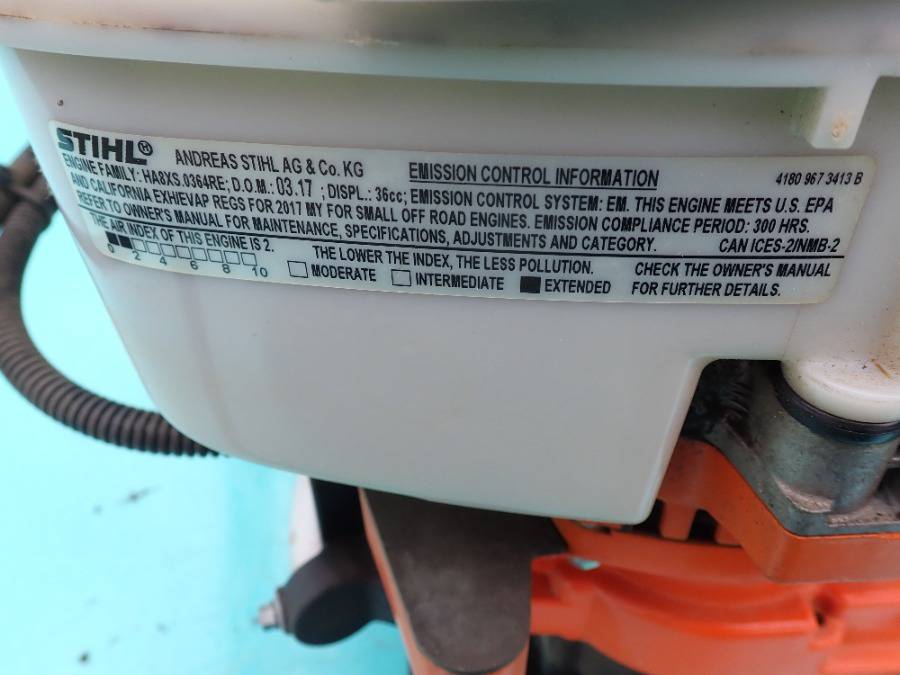 STIHL® ANDREAS STIHL AG & Co. KG EMISSION CONTROL INFORMATION 4180 967 3413 B
ENGINE FAMILY: HA8XS.0364RE; D.O.M.: 03.17 ; DISPL.: 36cc; EMISSION CONTROL SYSTEM: EM. THIS ENGINE MEETS U.S. EPA
AND CALIFORNIA EXH/EVAP REGS FOR 2017 MY FOR SMALL OFF ROAD ENGINES. EMISSION COMPLIANCE PERIOD: 300 HRS.
REFER TO OWNER'S MANUAL FOR MAINTENANCE, SPECIFICATIONS, ADJUSTMENTS AND CATEGORY. CAN ICES-2/NMB-2
THE AIR INDEX OF THIS ENGINE IS 2. THE LOWER THE INDEX, THE LESS POLLUTION. CHECK THE OWNER'S MANUAL
0 2 4 6 8 10 MODERATE INTERMEDIATE EXTENDED FOR FURTHER DETAILS.